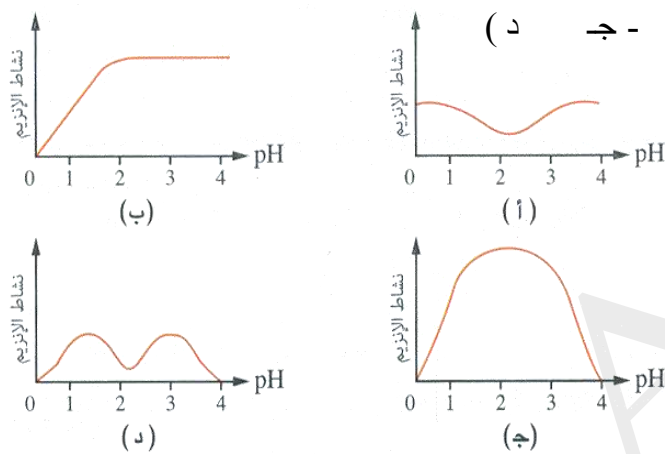 - جـ د )
نشاط الإنزيم
pH
0 1 2 3 4
(أ)
نشاط الإنزيم
pH
0 1 2 3 4
(ب)
نشاط الإنزيم
pH
0 1 2 3 4
(ج)
نشاط الإنزيم
pH
0 1 2 3 4
(د)